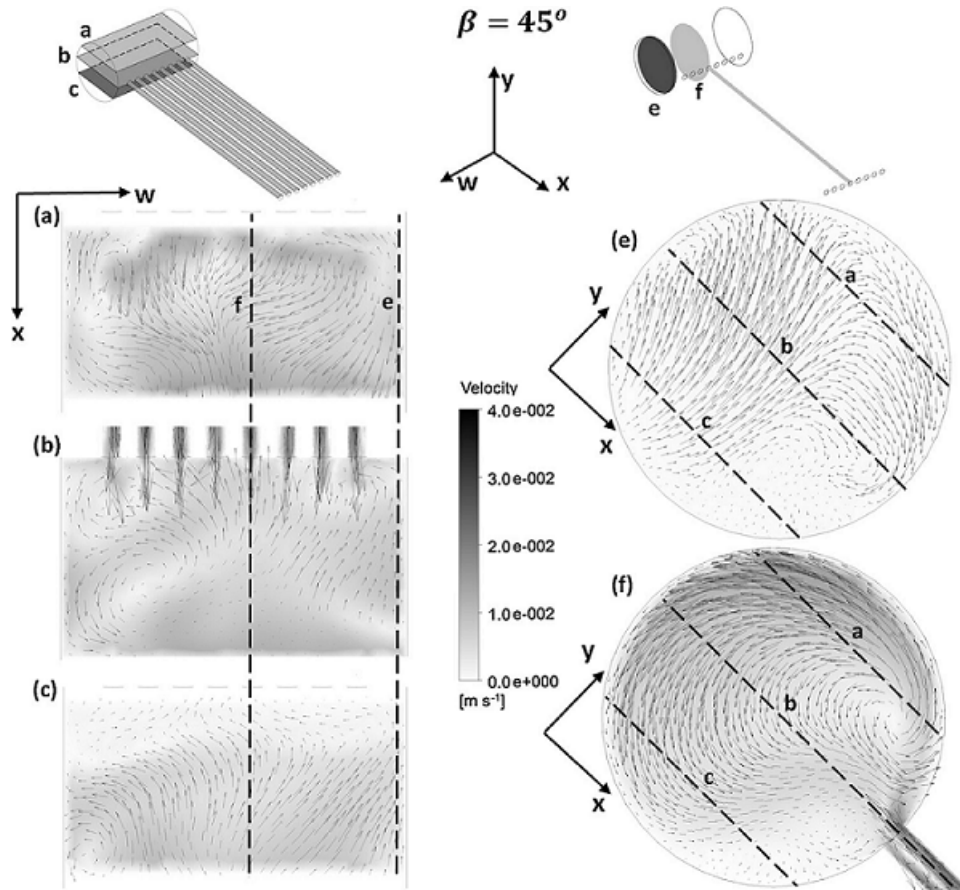 β = 45°
a
b
c
e
f
y
w
x
w
x
(a)
f
e
(b)
(c)
Velocity
4.0e-002
3.0e-002
2.0e-002
1.0e-002
0.0e+000
[m s⁻¹]
(e)
y
x
a
b
c
(f)
y
x
a
b
c